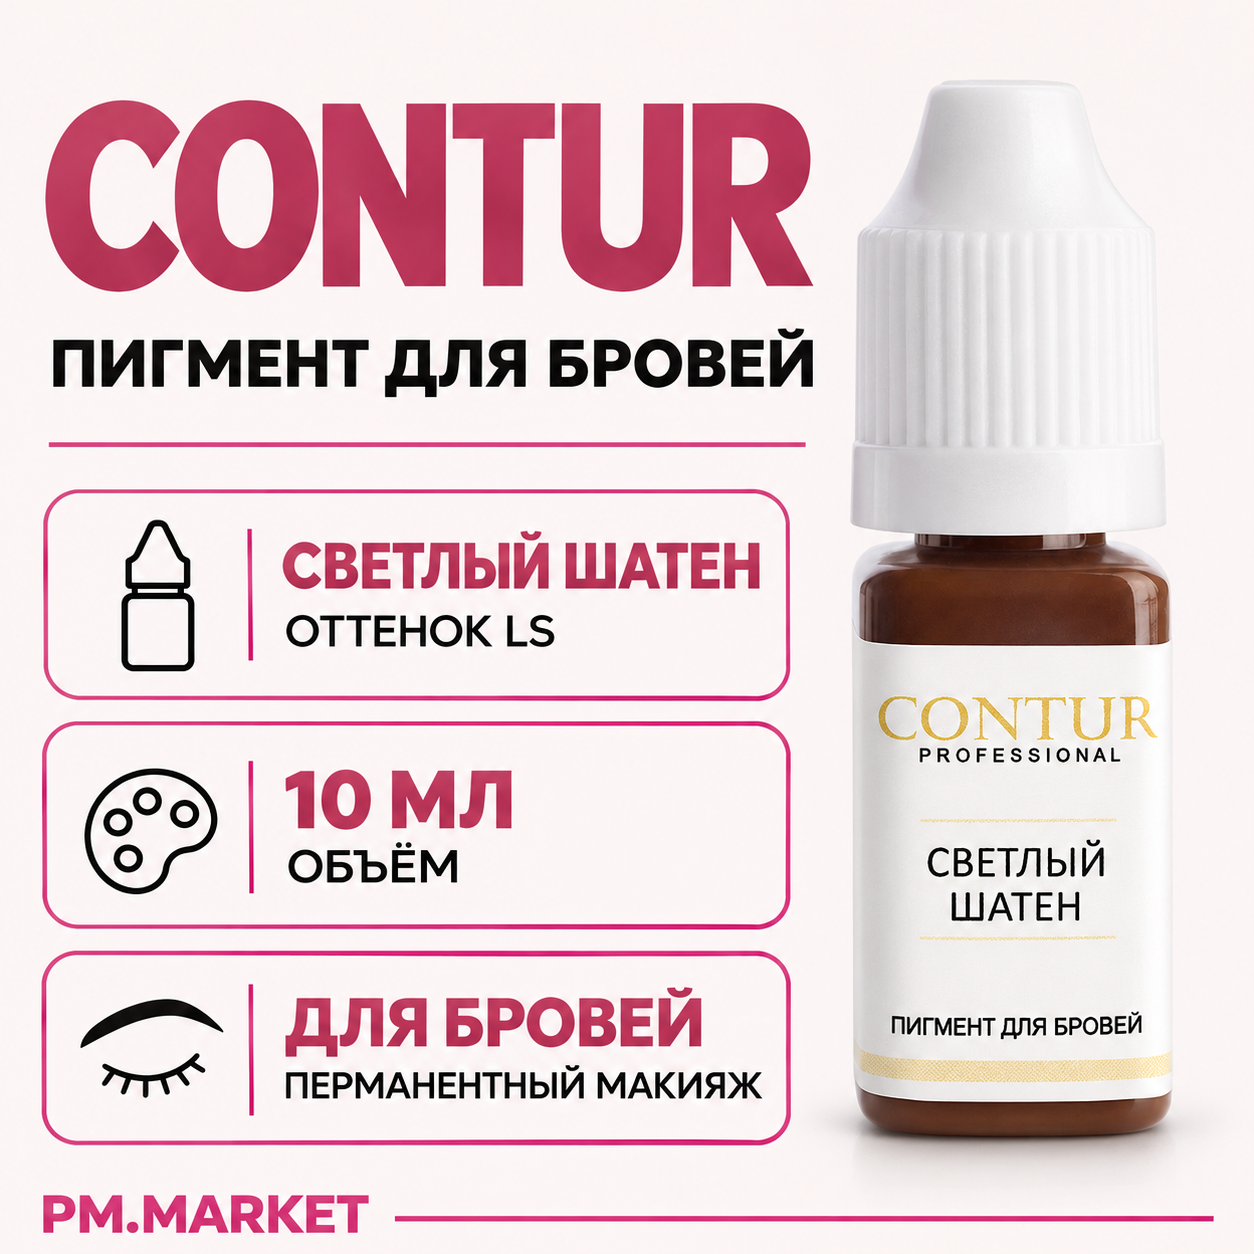 CONTUR
ПИГМЕНТ ДЛЯ БРОВЕЙ
СВЕТЛЫЙ ШАТЕН
ОТТЕНОК LS
10 МЛ
ОБЪЁМ
ДЛЯ БРОВЕЙ
ПЕРМАНЕНТНЫЙ МАКИЯЖ
PM.MARKET
CONTUR
PROFESSIONAL
СВЕТЛЫЙ
ШАТЕН
ПИГМЕНТ ДЛЯ БРОВЕЙ